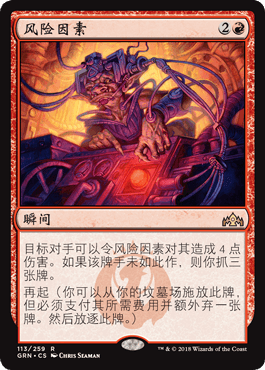 风险因素 2
瞬间
目标对手可以令风险因素对其造成4点
伤害。如果该牌手未如此作，则你抓三
张牌。
再起（你可以从你的坟墓场施放此牌，
但必须支付其所需费用并额外弃一张
牌。然后放逐此牌。）
113/259 R
GRN • CS Chris Seaman
™ & © 2018 Wizards of the Coast